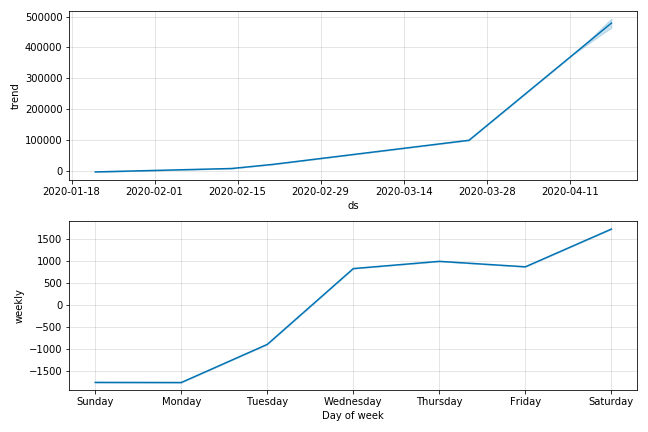 500000
400000
300000
200000
100000
0
trend
2020-01-18 2020-02-01 2020-02-15 2020-02-29 2020-03-14 2020-03-28 2020-04-11
ds
1500
1000
500
0
−500
−1000
−1500
weekly
Sunday Monday Tuesday Wednesday Thursday Friday Saturday
Day of week